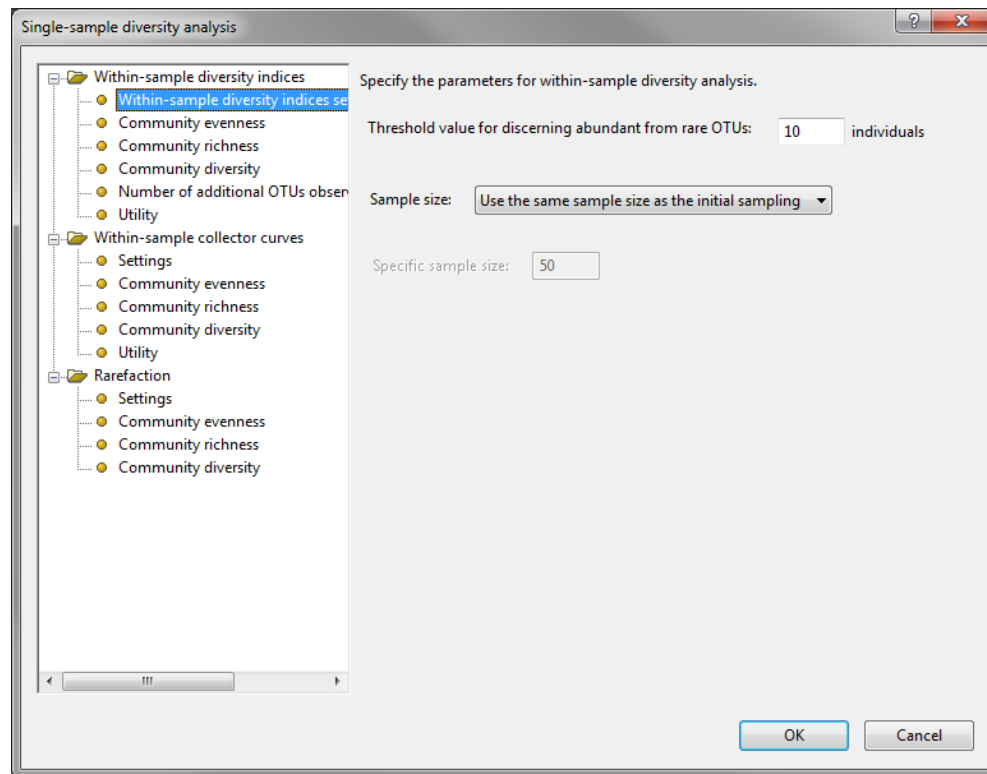 Single-sample diversity analysis
Within-sample diversity indices
Within-sample diversity indices se
Community evenness
Community richness
Community diversity
Number of additional OTUs obser
Utility
Within-sample collector curves
Settings
Community evenness
Community richness
Community diversity
Utility
Rarefaction
Settings
Community evenness
Community richness
Community diversity
Specify the parameters for within-sample diversity analysis.
Threshold value for discerning abundant from rare OTUs: 10 individuals
Sample size: Use the same sample size as the initial sampling
Specific sample size: 50
OK Cancel